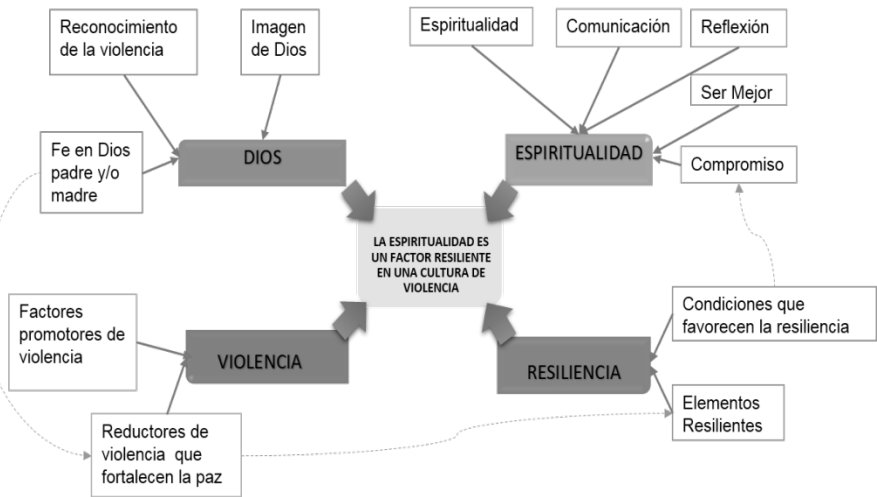 Reconocimiento
de la violencia
Imagen
de Dios
Fe en Dios
padre y/o
madre
DIOS
Espiritualidad
Comunicación
Reflexión
Ser Mejor
Compromiso
ESPIRITUALIDAD
LA ESPIRITUALIDAD ES
UN FACTOR RESILIENTE
EN UNA CULTURA DE
VIOLENCIA
Factores
promotores de
violencia
VIOLENCIA
Reductores de
violencia que
fortalecen la paz
RESILIENCIA
Condiciones que
favorecen la resiliencia
Elementos
Resilientes